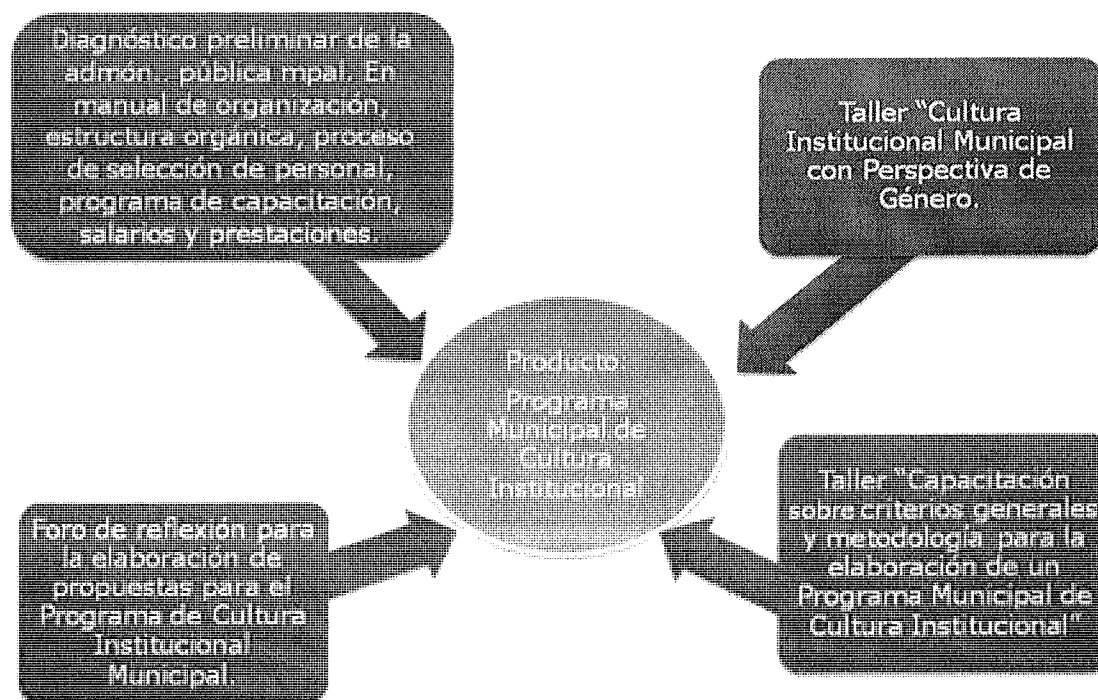 Diagnóstico preliminar de la
admón.. pública mpal. En
manual de organización,
estructura orgánica, proceso
de selección de personal,
programa de capacitación,
salarios y prestaciones.
Taller "Cultura
Institucional Municipal
con Perspectiva de
Género.
Producto:
Programa
Municipal de
Cultura
Institucional
Foro de reflexión para
la elaboración de
propuestas para el
Programa de Cultura
Institucional
Municipal.
Taller "Capacitación
sobre criterios generales
y metodología para la
elaboración de un
Programa Municipal de
Cultura Institucional"